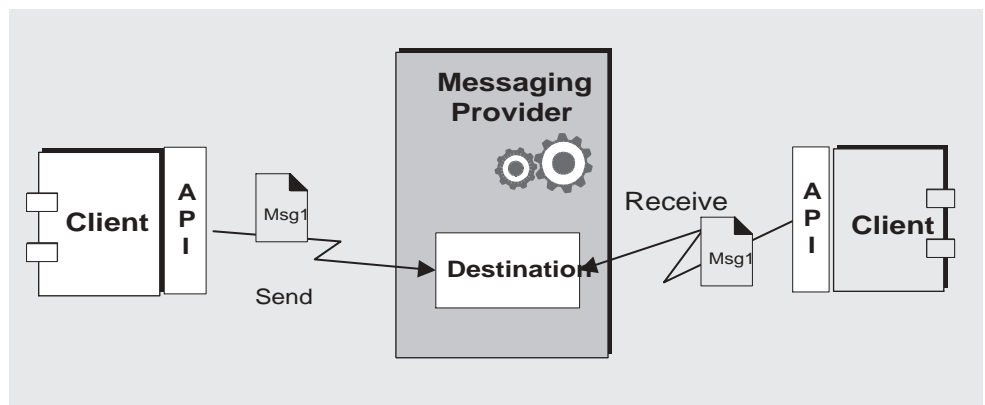 Messaging
Provider
Client
A
P
I
Msg1
Send
Destination
Receive
Msg1
A
P
I
Client